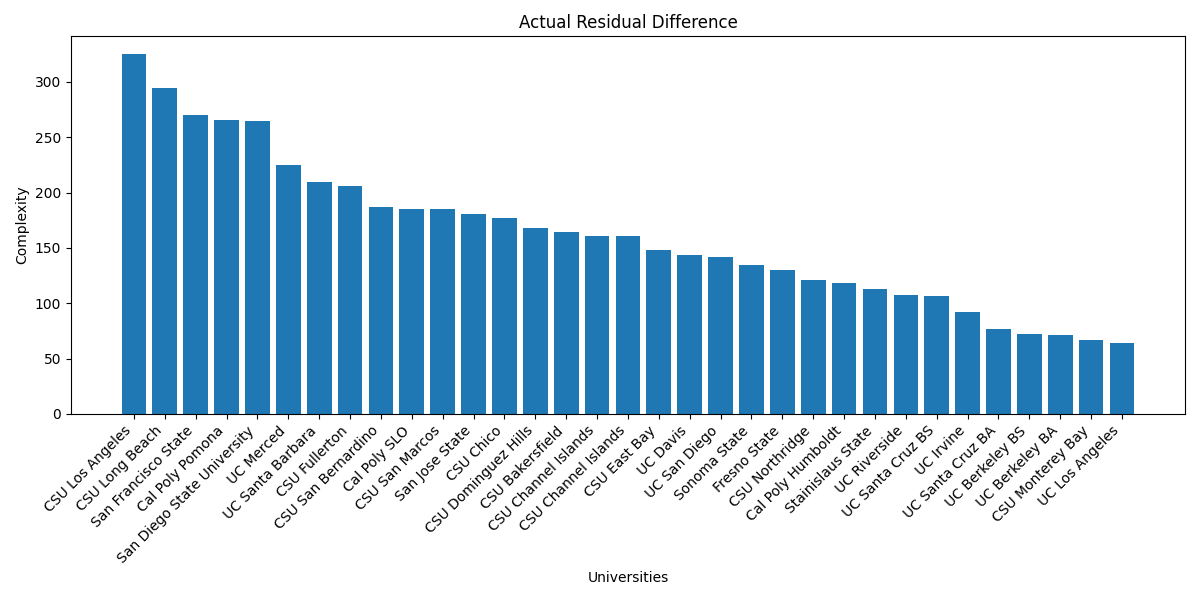 Actual Residual Difference
Complexity
300
250
200
150
100
50
0
CSU Los Angeles
CSU Long Beach
San Francisco State
Cal Poly Pomona
San Diego State University
UC Merced
UC Santa Barbara
CSU Fullerton
CSU San Bernardino
Cal Poly SLO
CSU San Marcos
San Jose State
CSU Chico
CSU Dominguez Hills
CSU Bakersfield
CSU Channel Islands
CSU Channel Islands
CSU East Bay
UC Davis
UC San Diego
Sonoma State
Fresno State
CSU Northridge
Cal Poly Humboldt
Stainislaus State
UC Riverside
UC Santa Cruz BS
UC Irvine
UC Santa Cruz BA
UC Berkeley BS
UC Berkeley BA
CSU Monterey Bay
UC Los Angeles
Universities